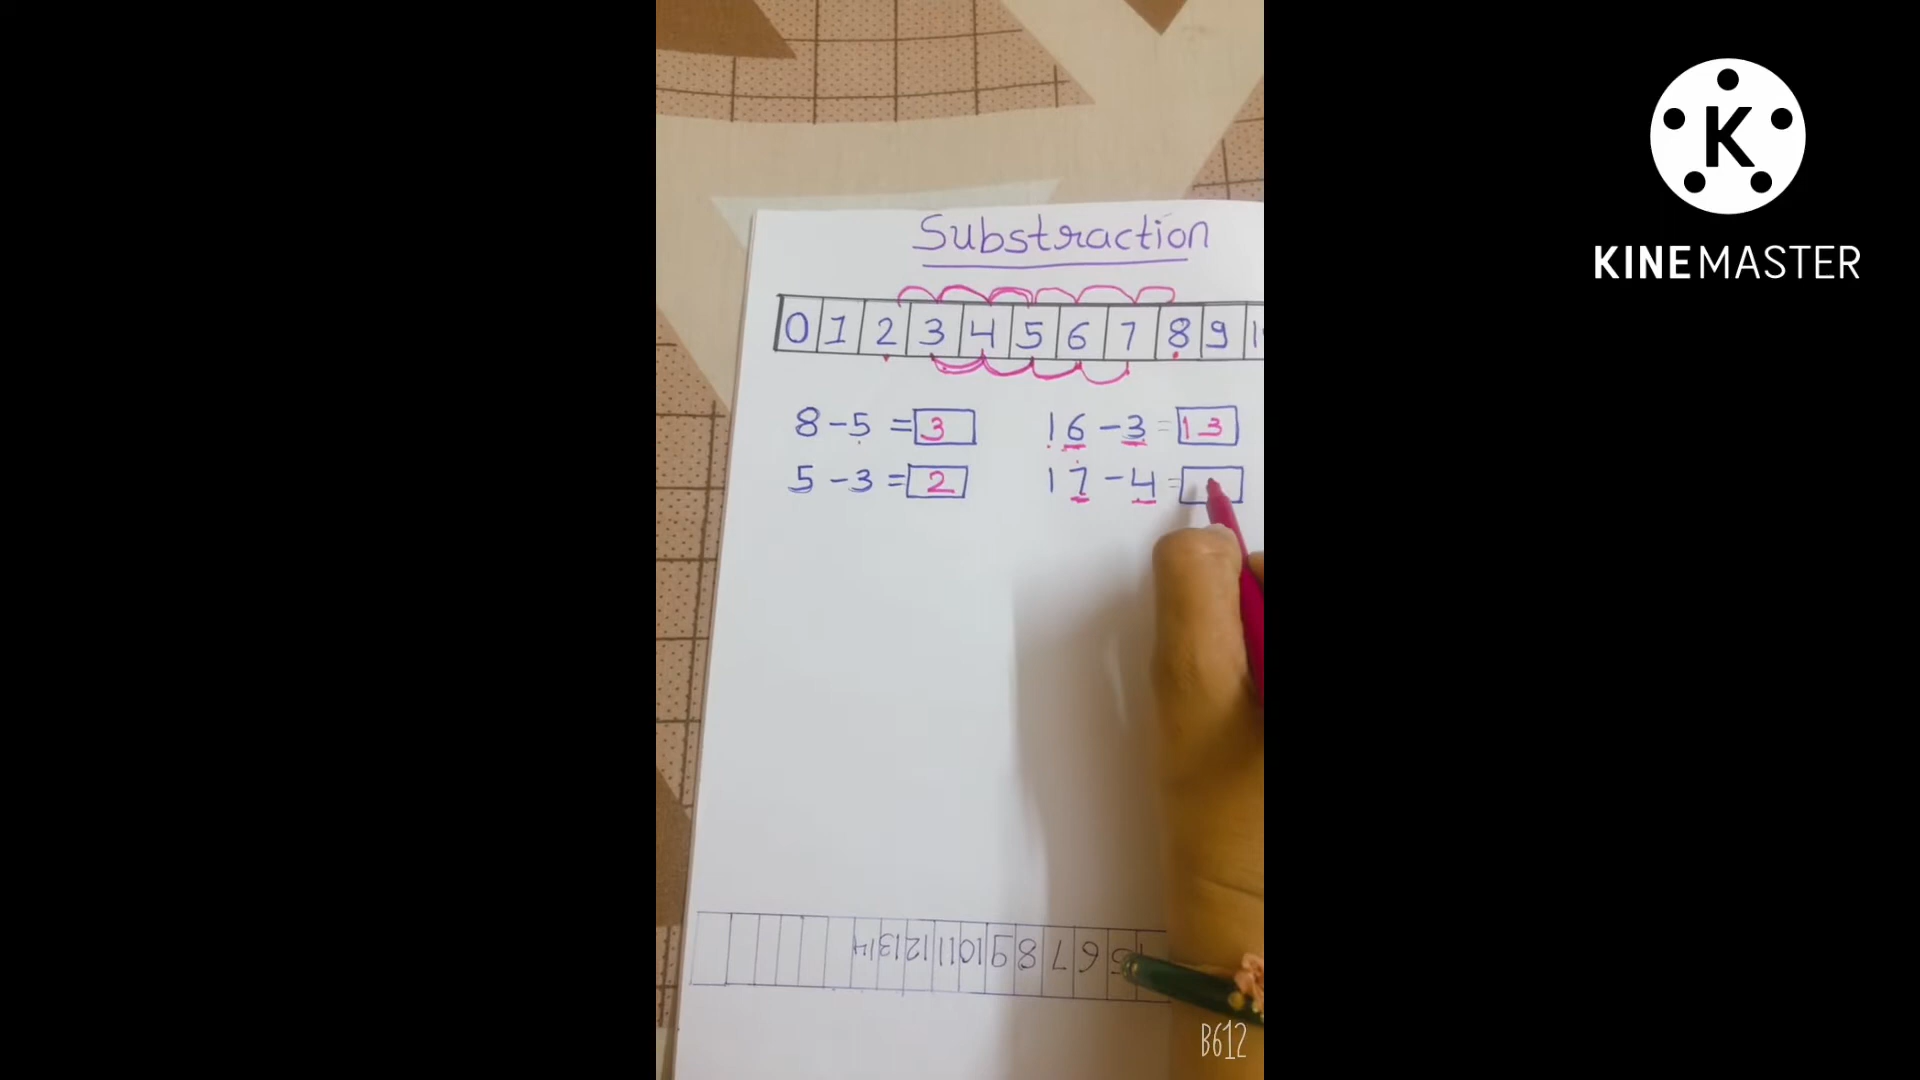 K
KINEMASTER
Substraction
0 1 2 3 4 5 6 7 8 9
8 - 5 = 3
16 - 3 = 13
5 - 3 = 2
17 - 4 =
5 6 7 8 9 10 11 12 13 14
B612